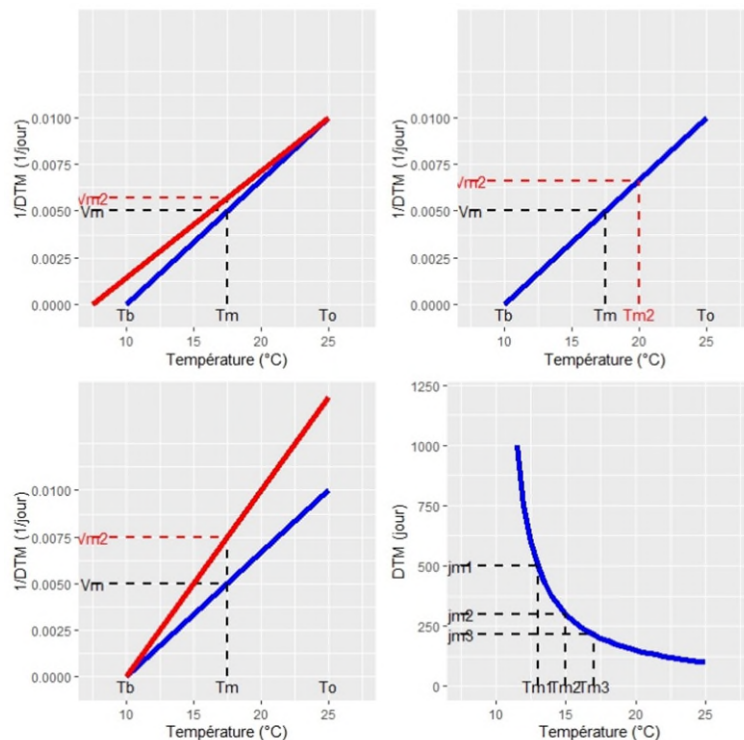 1/DTM (1/jour)
0.0100
0.0075
0.0050
0.0025
0.0000
Vm2
Vm
Tb
Tm
To
10
15
20
25
Température (°C)
1/DTM (1/jour)
0.0100
0.0075
0.0050
0.0025
0.0000
Vm2
Vm
Tb
Tm
Tm2
To
10
15
20
25
Température (°C)
1/DTM (1/jour)
0.0100
0.0075
0.0050
0.0025
0.0000
Vm2
Vm
Tb
Tm
To
10
15
20
25
Température (°C)
DTM (jour)
1250
1000
750
500
250
0
jm1
jm2
jm3
Tm1
Tm2
Tm3
10
15
20
25
Température (°C)